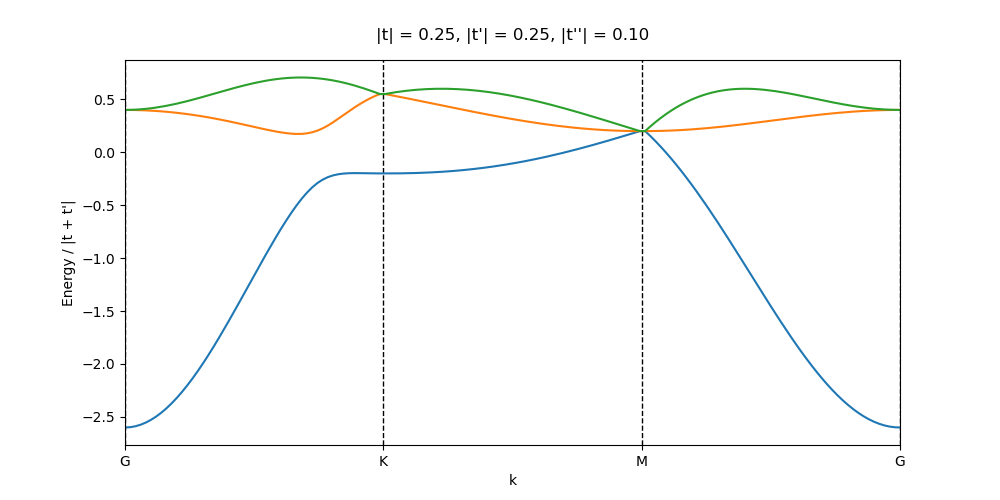 |t| = 0.25, |t'| = 0.25, |t''| = 0.10
Energy / |t + t'|
0.5
0.0
−0.5
−1.0
−1.5
−2.0
−2.5
G K M G
k